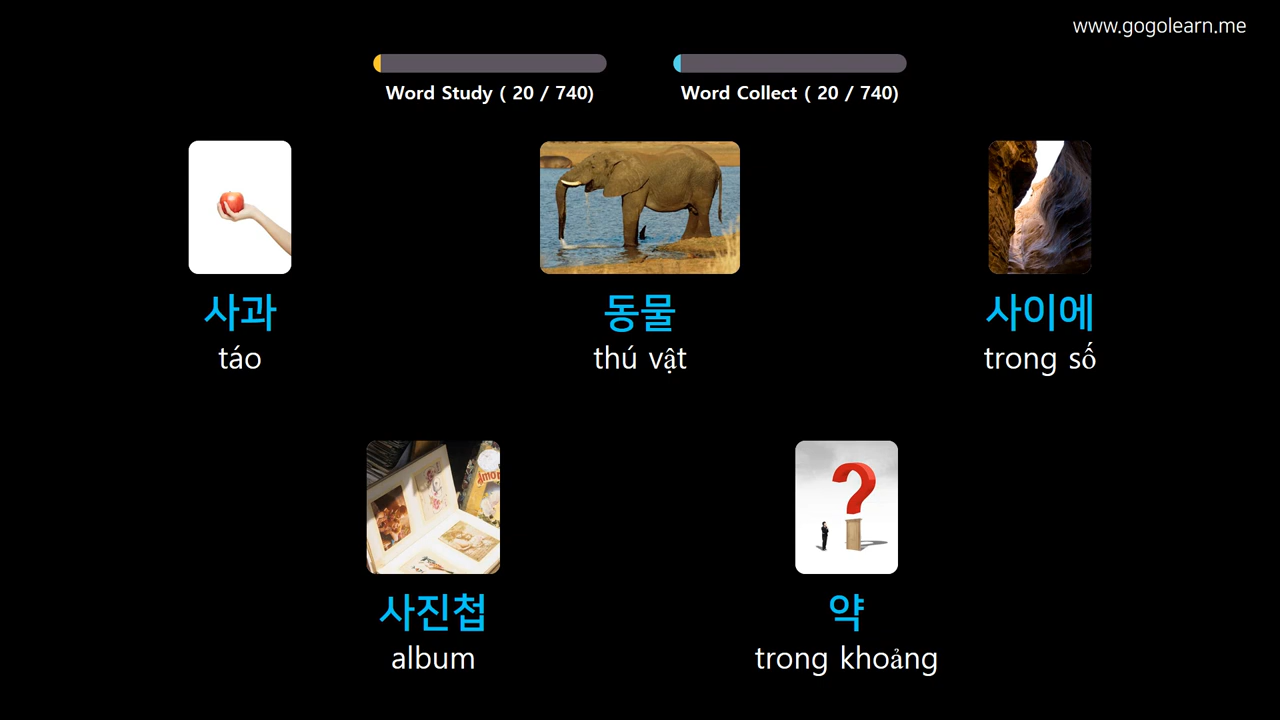 www.gogolearn.me
Word Study ( 20 / 740)
Word Collect ( 20 / 740)
사과
táo
동물
thú vật
사이에
trong số
사진첩
album
약
trong khoảng